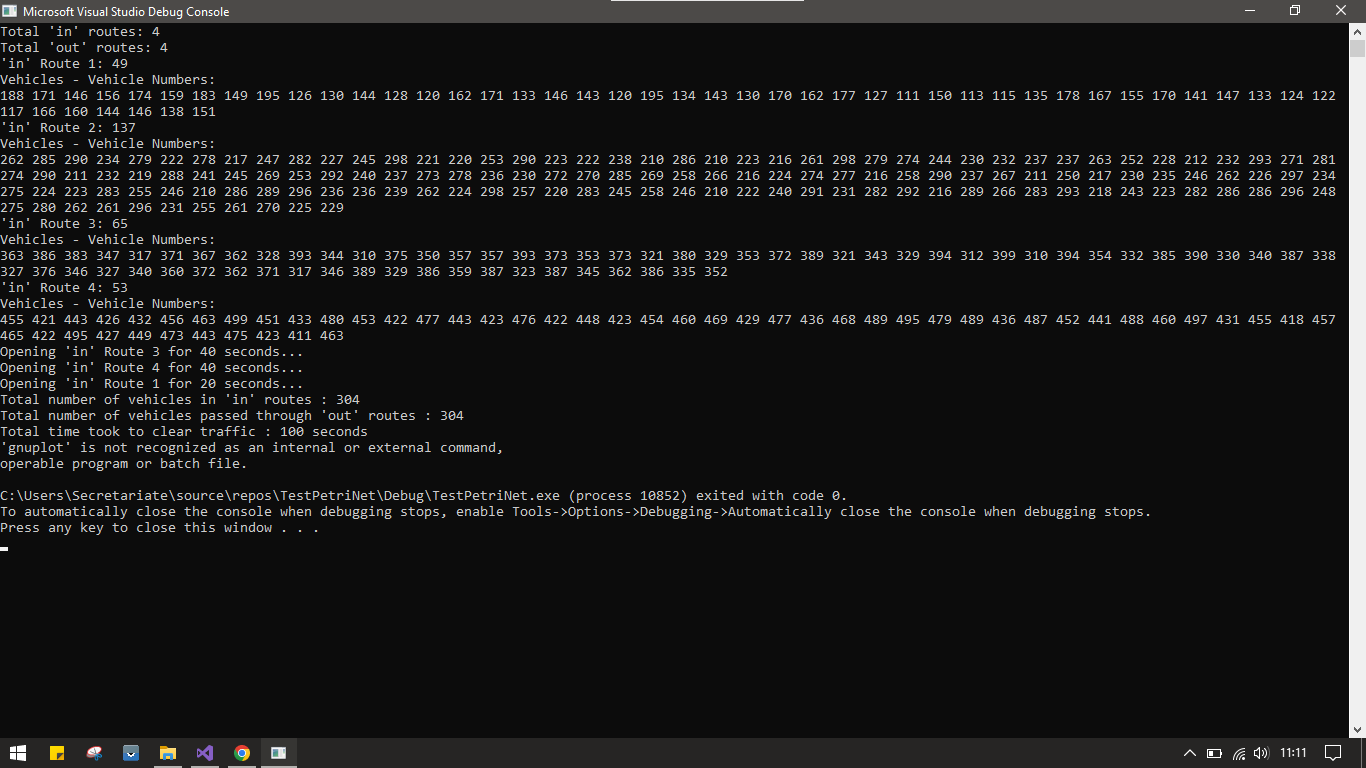 Microsoft Visual Studio Debug Console
Total 'in' routes: 4
Total 'out' routes: 4
'in' Route 1: 49
Vehicles - Vehicle Numbers:
188 171 146 156 174 159 183 149 195 126 130 144 128 120 162 171 133 146 143 120 195 134 143 130 170 162 177 127 111 150 113 115 135 178 167 155 170 141 147 133 124 122
117 166 160 144 146 138 151
'in' Route 2: 137
Vehicles - Vehicle Numbers:
262 285 290 234 279 222 278 217 247 282 227 245 298 221 220 253 290 223 222 238 210 286 210 223 216 261 298 279 274 244 230 232 237 237 263 252 228 212 232 293 271 281
274 290 211 232 219 288 241 245 269 253 292 240 237 273 278 236 230 272 270 285 269 258 266 216 224 274 277 216 258 290 237 267 211 250 217 230 235 246 262 226 297 234
275 224 223 283 255 246 210 286 289 296 236 236 239 262 224 298 257 220 283 245 258 246 210 222 240 291 231 282 292 216 289 266 283 293 218 243 223 282 286 286 296 248
275 280 262 261 296 231 255 261 270 225 229
'in' Route 3: 65
Vehicles - Vehicle Numbers:
363 386 383 347 317 371 367 362 328 393 344 310 375 350 357 357 393 373 353 373 321 380 329 353 372 389 321 343 329 394 312 399 310 394 354 332 385 390 330 340 387 338
327 376 346 327 340 360 372 362 371 317 346 389 329 386 359 387 323 387 345 362 386 335 352
'in' Route 4: 53
Vehicles - Vehicle Numbers:
455 421 443 426 432 456 463 499 451 433 480 453 422 477 443 423 476 422 448 423 454 460 469 429 477 436 468 489 495 479 489 436 487 452 441 488 460 497 431 455 418 457
465 422 495 427 449 473 443 475 423 411 463
Opening 'in' Route 3 for 40 seconds...
Opening 'in' Route 4 for 40 seconds...
Opening 'in' Route 1 for 20 seconds...
Total number of vehicles in 'in' routes : 304
Total number of vehicles passed through 'out' routes : 304
Total time took to clear traffic : 100 seconds
'gnuplot' is not recognized as an internal or external command,
operable program or batch file.
C:\Users\Secretariate\source\repos\TestPetriNet\Debug\TestPetriNet.exe (process 10852) exited with code 0.
To automatically close the console when debugging stops, enable Tools->Options->Debugging->Automatically close the console when debugging stops.
Press any key to close this window . . .
11:11